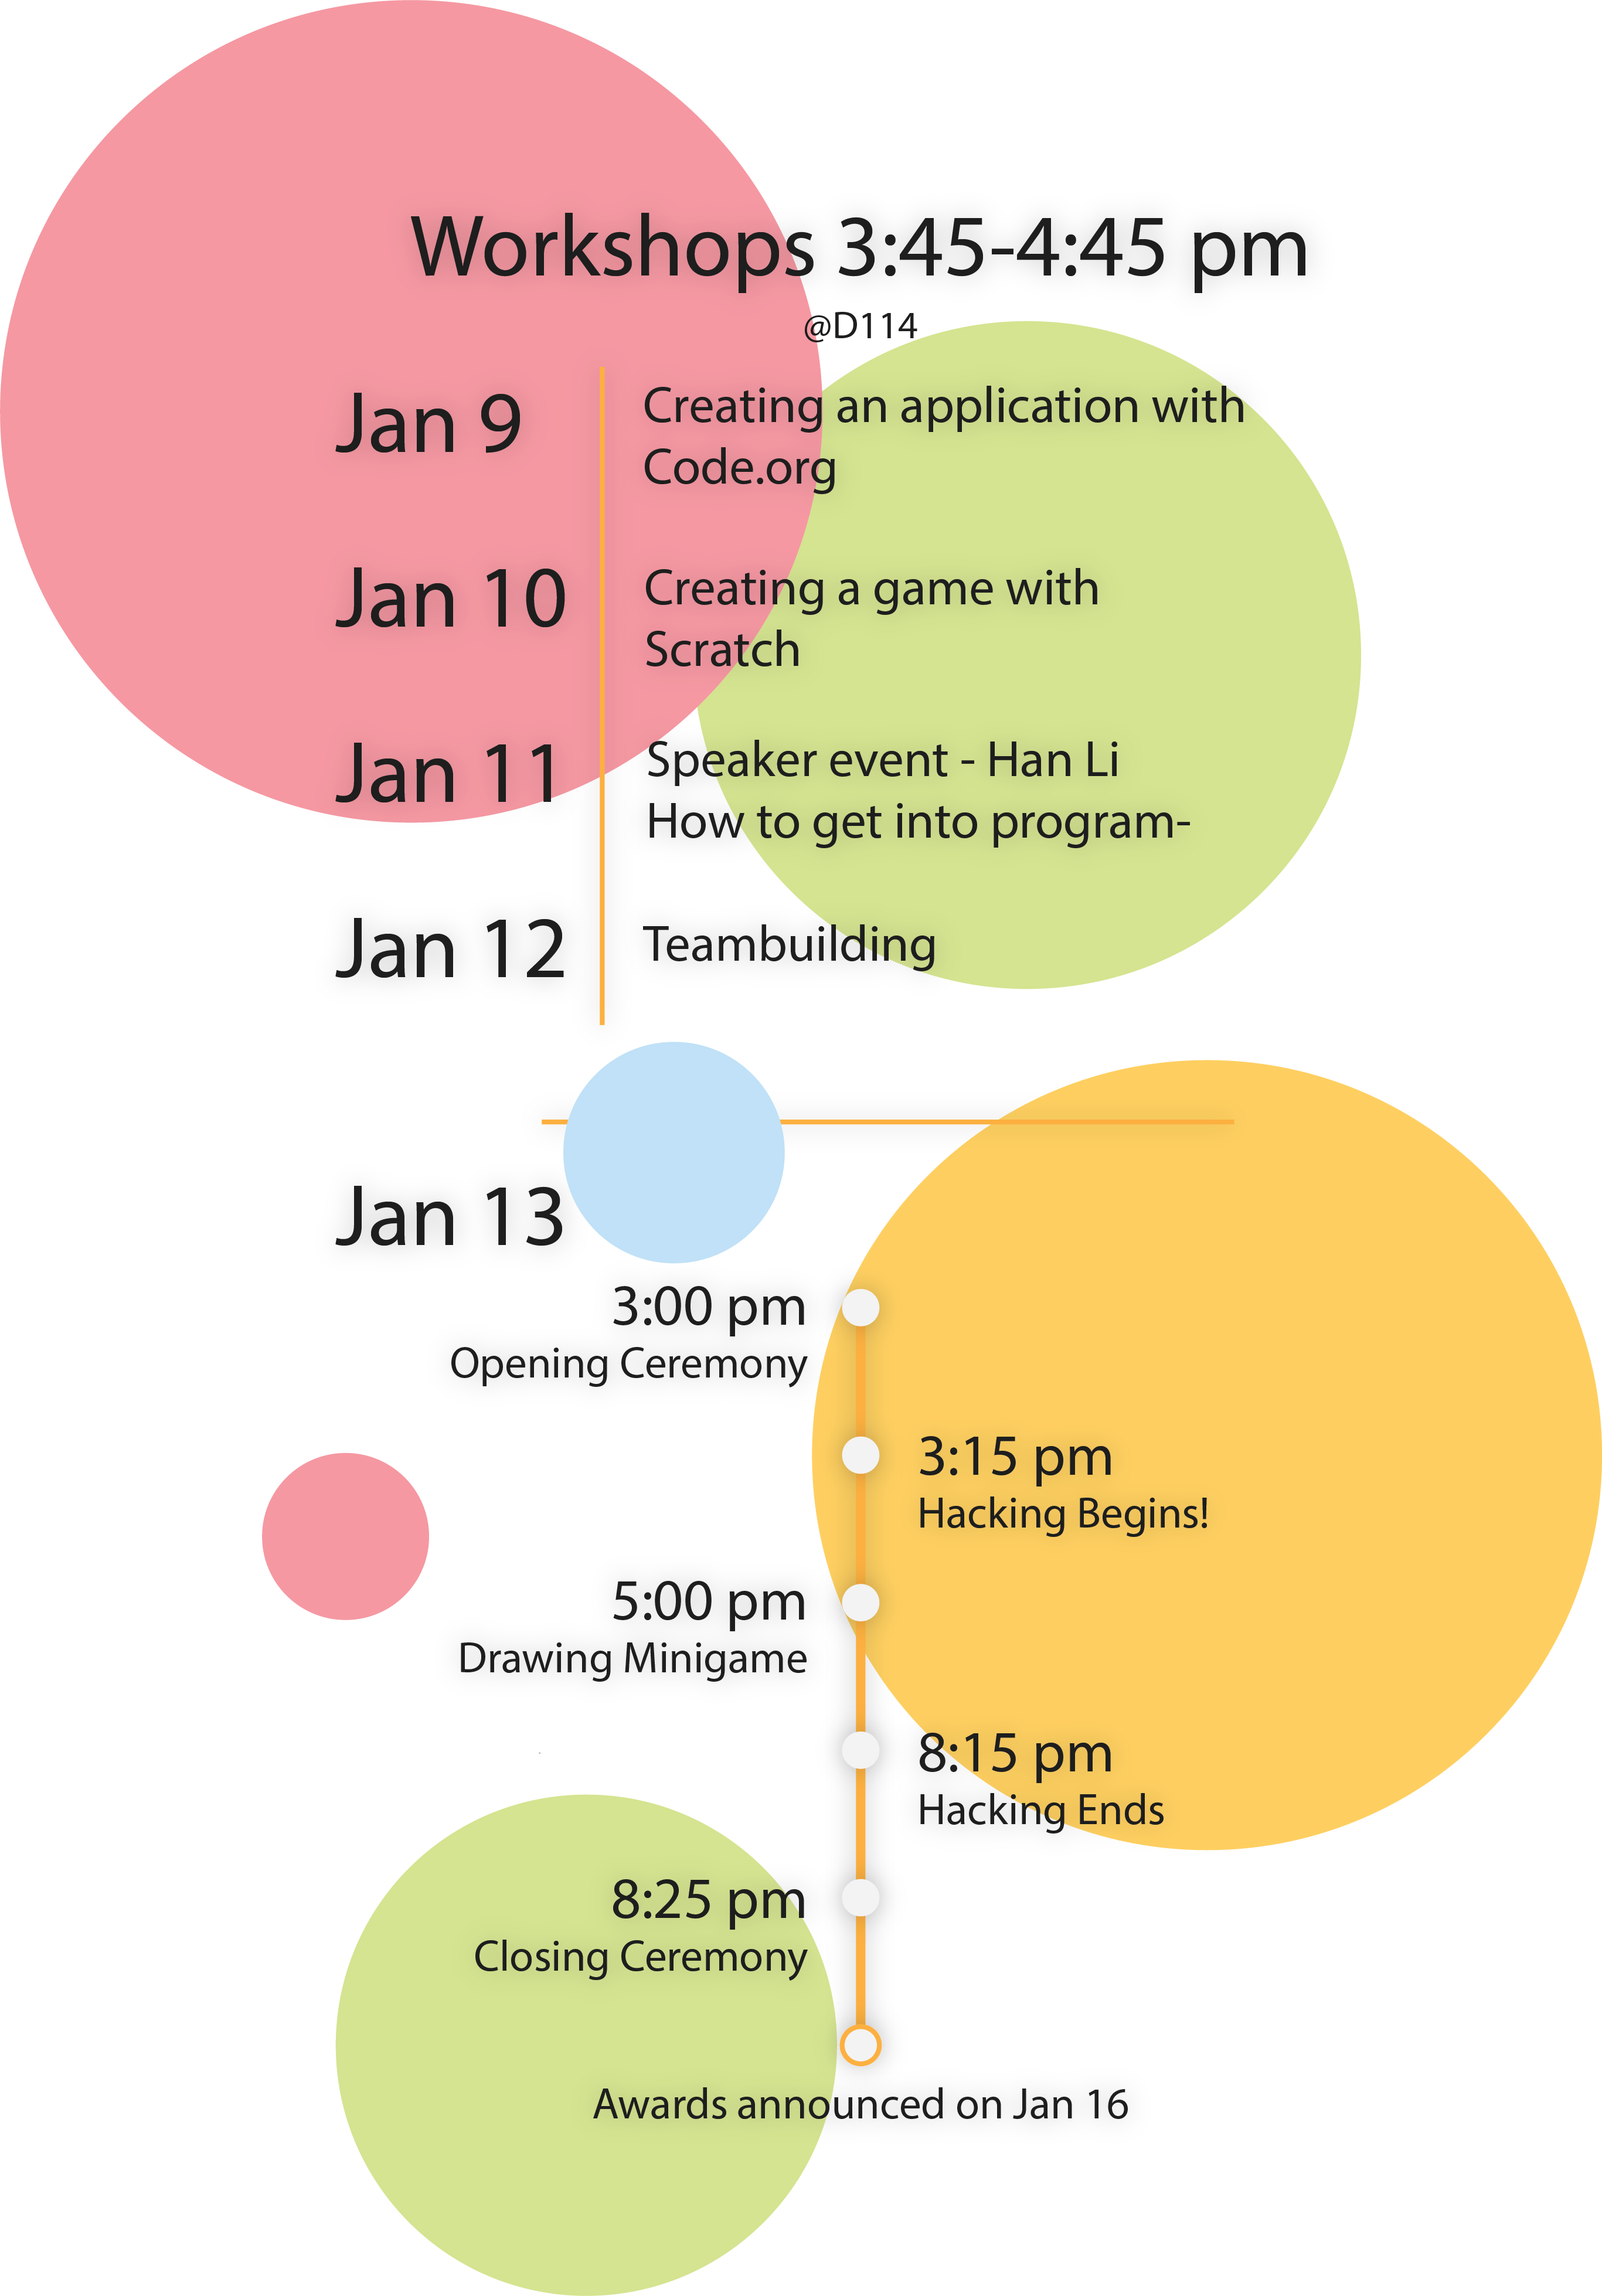 Workshops 3:45-4:45 pm
@D114
Jan 9
Creating an application with
Code.org
Jan 10
Creating a game with
Scratch
Jan 11
Speaker event - Han Li
How to get into program-
Jan 12
Teambuilding
Jan 13
3:00 pm
Opening Ceremony
3:15 pm
Hacking Begins!
5:00 pm
Drawing Minigame
8:15 pm
Hacking Ends
8:25 pm
Closing Ceremony
Awards announced on Jan 16